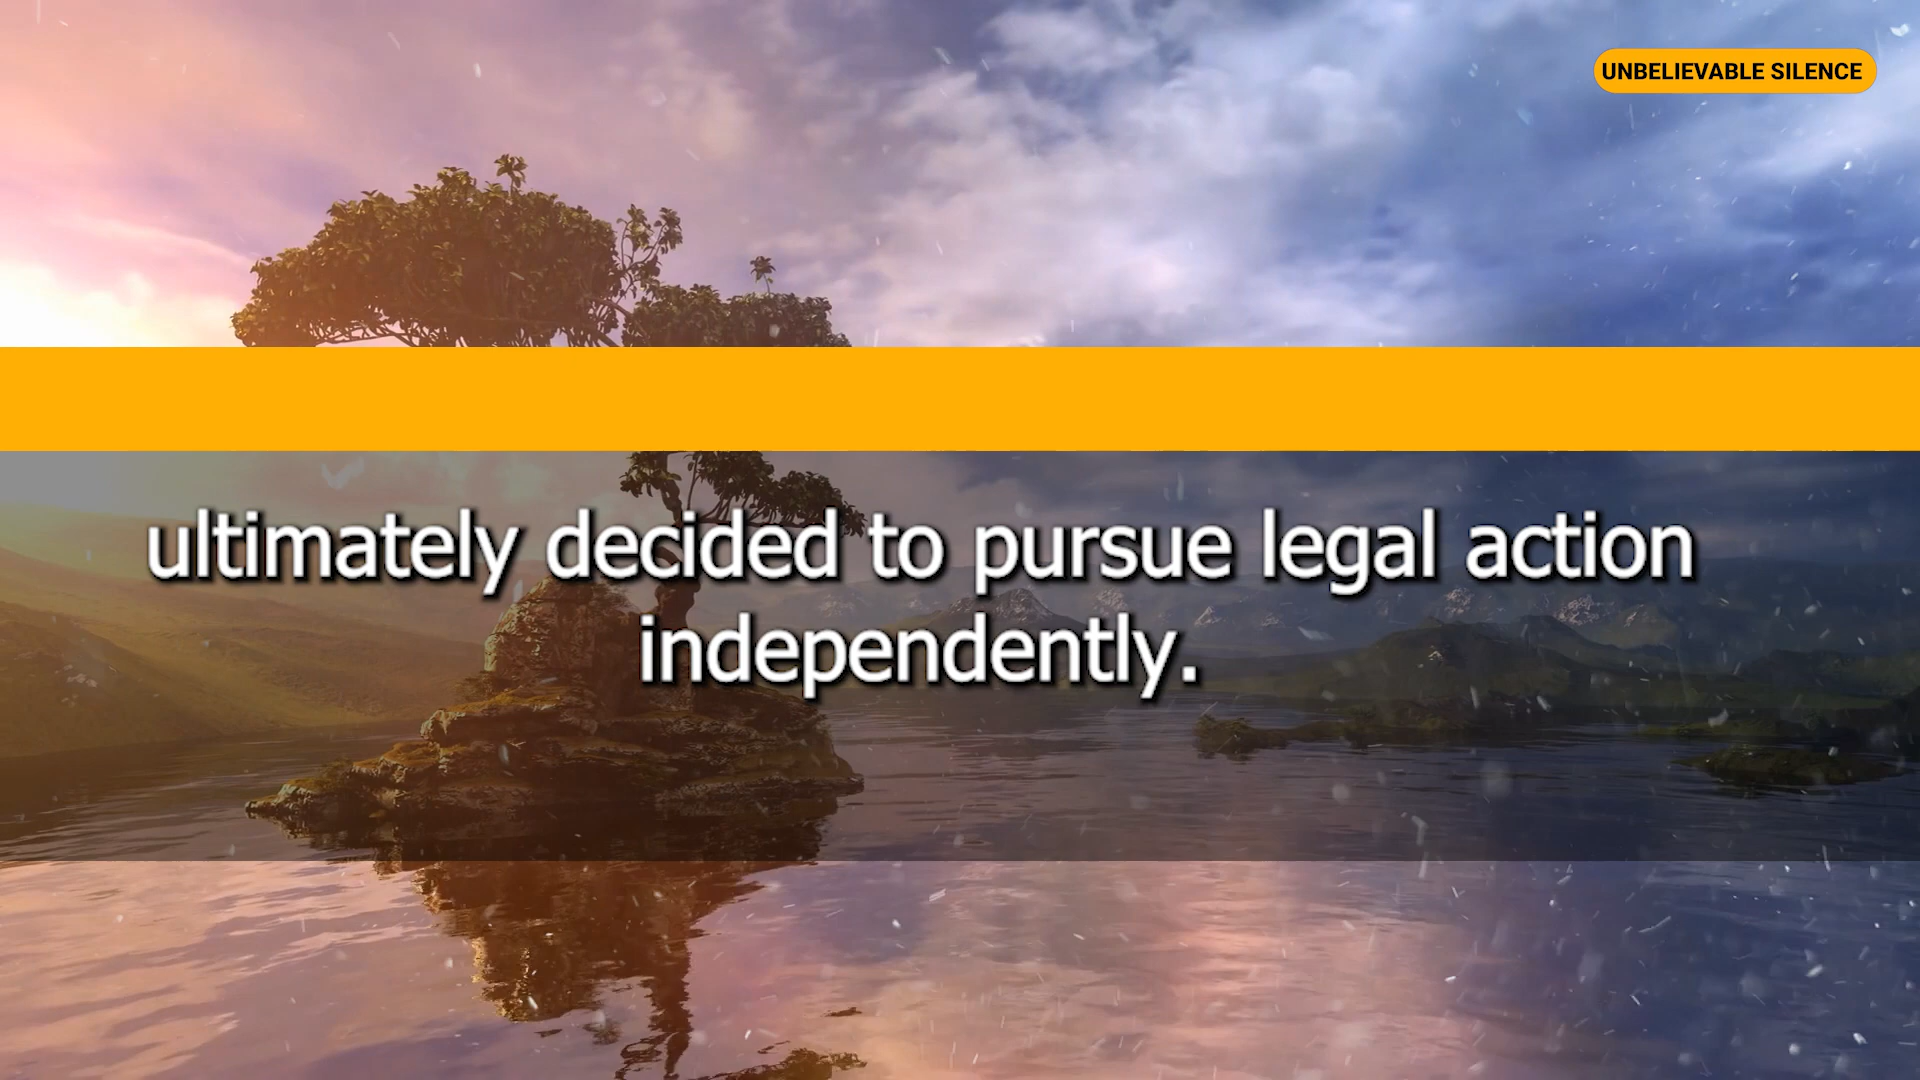 UNBELIEVABLE SILENCE
ultimately decided to pursue legal action
independently.